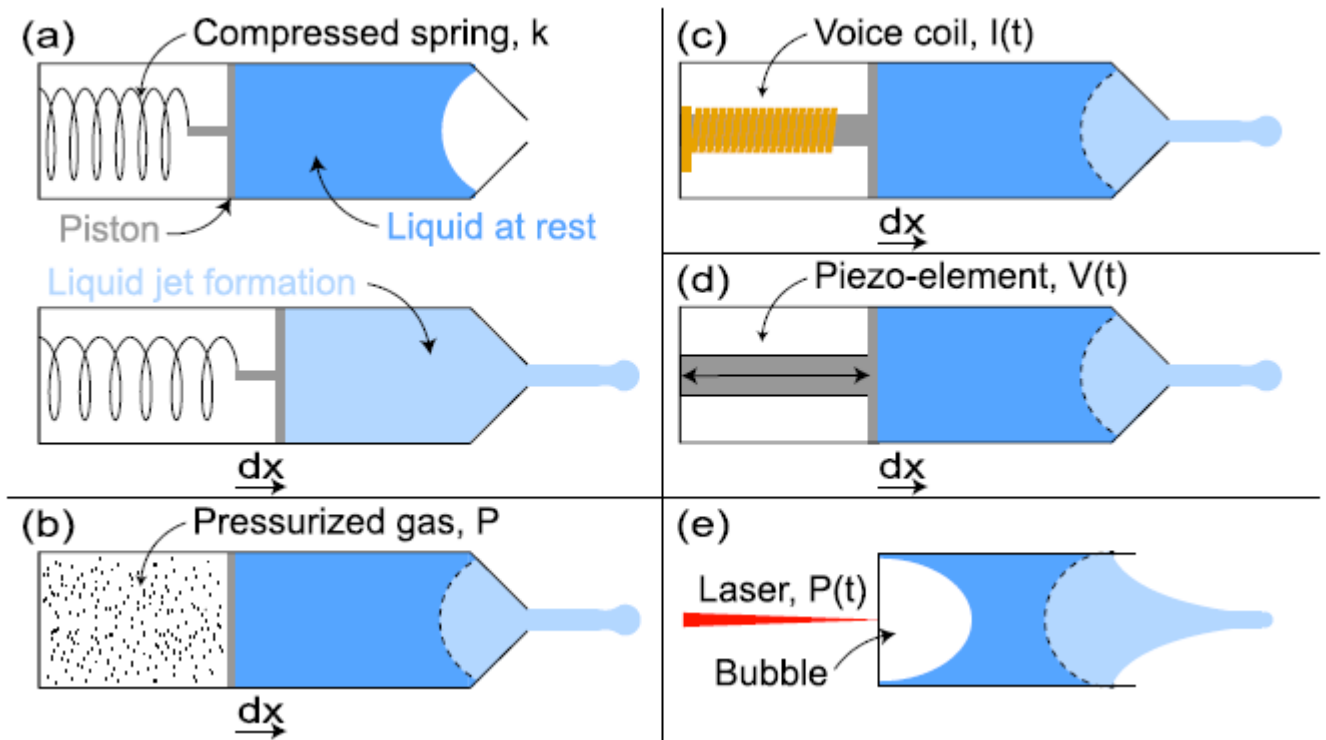 (a)
Compressed spring, k
Piston
Liquid at rest
Liquid jet formation
dx
(b)
Pressurized gas, P
dx
(c)
Voice coil, I(t)
dx
(d)
Piezo-element, V(t)
dx
(e)
Laser, P(t)
Bubble